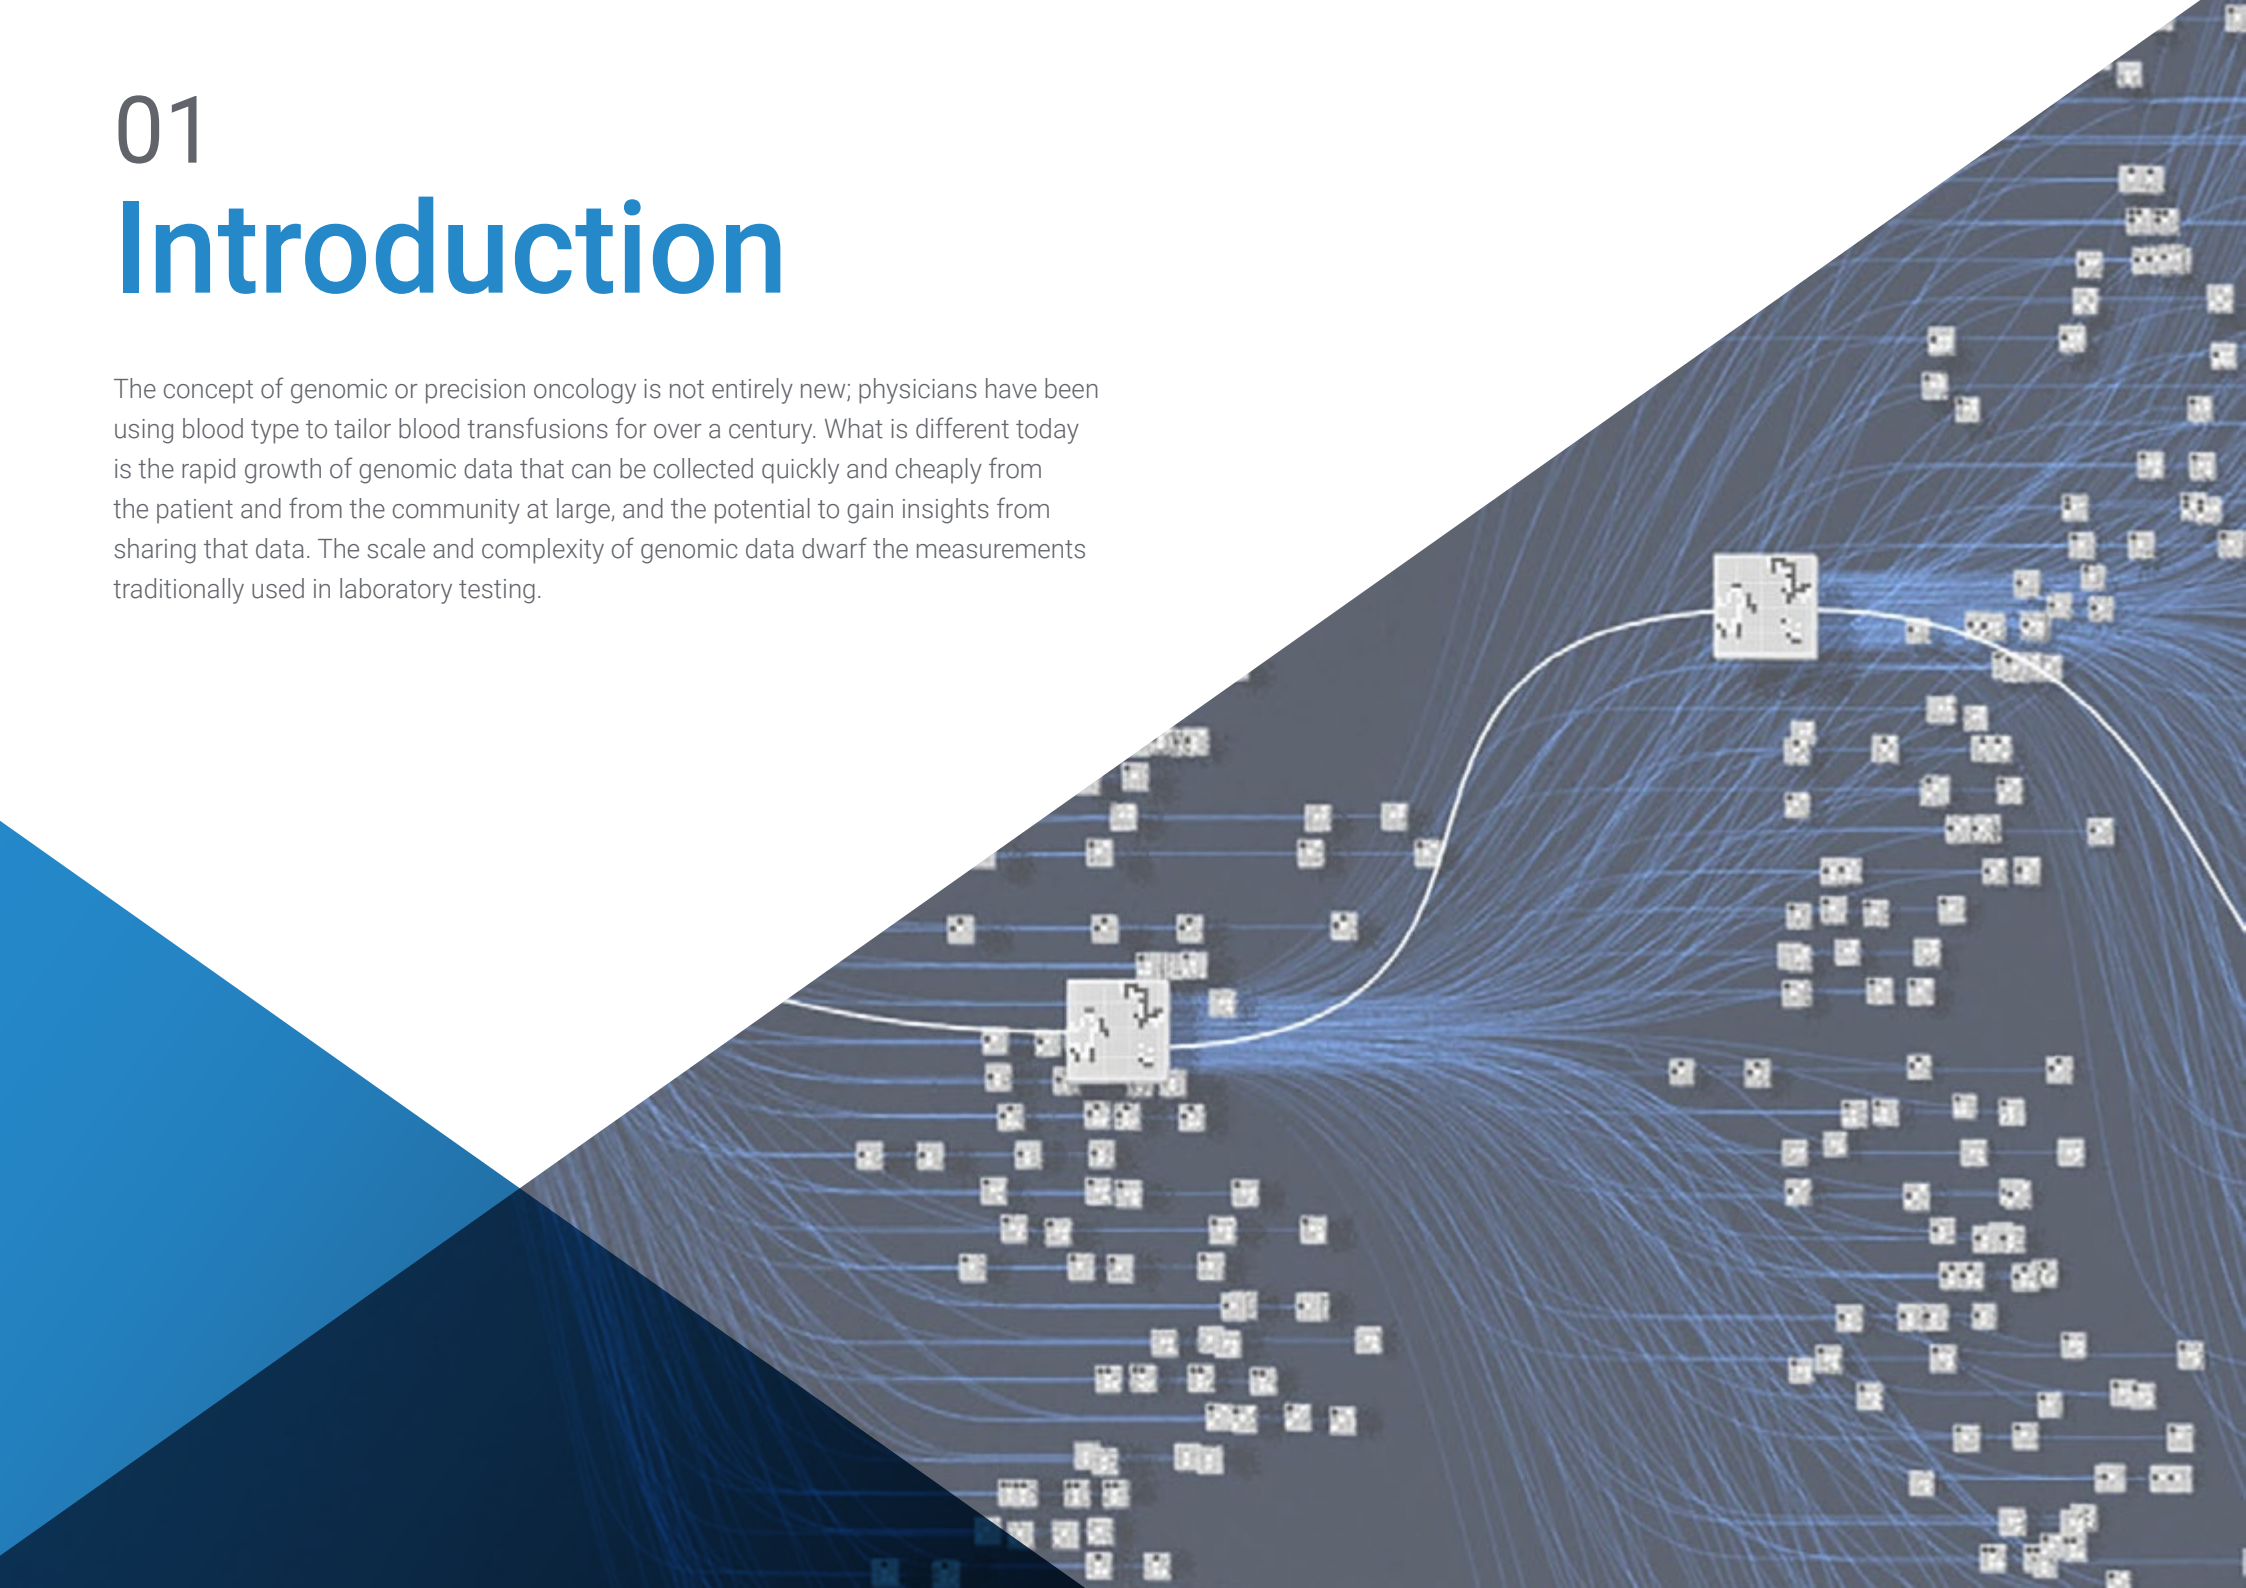 01
Introduction
The concept of genomic or precision oncology is not entirely new; physicians have been
using blood type to tailor blood transfusions for over a century. What is different today
is the rapid growth of genomic data that can be collected quickly and cheaply from
the patient and from the community at large, and the potential to gain insights from
sharing that data. The scale and complexity of genomic data dwarf the measurements
traditionally used in laboratory testing.